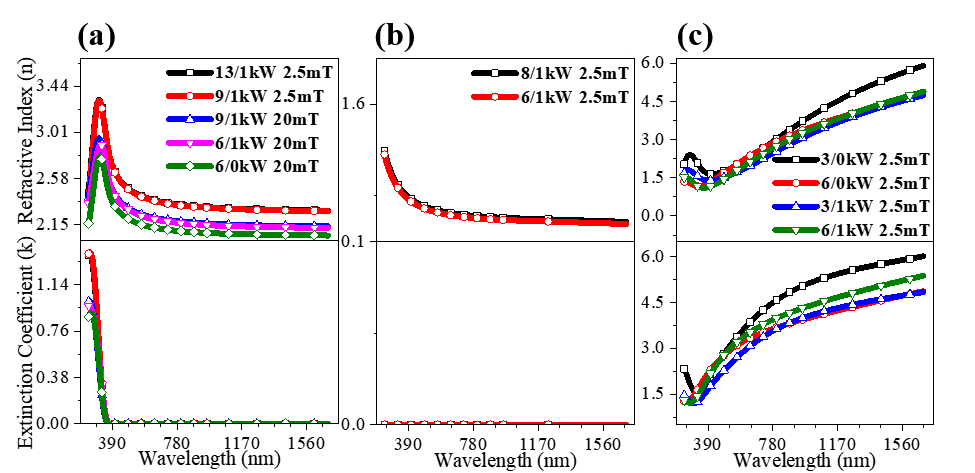 (a) (b) (c)
Refractive Index (n)
3.44
3.01
2.58
2.15
13/1kW 2.5mT
9/1kW 2.5mT
9/1kW 20mT
6/1kW 20mT
6/0kW 20mT
Extinction Coefficient (k)
1.14
0.76
0.38
0.00
390 780 1170 1560
Wavelength (nm)
1.6
8/1kW 2.5mT
6/1kW 2.5mT
0.1
0.0
390 780 1170 1560
Wavelength (nm)
6.0
4.5
3.0
1.5
0.0
3/0kW 2.5mT
6/0kW 2.5mT
3/1kW 2.5mT
6/1kW 2.5mT
6.0
4.5
3.0
1.5
390 780 1170 1560
Wavelength (nm)